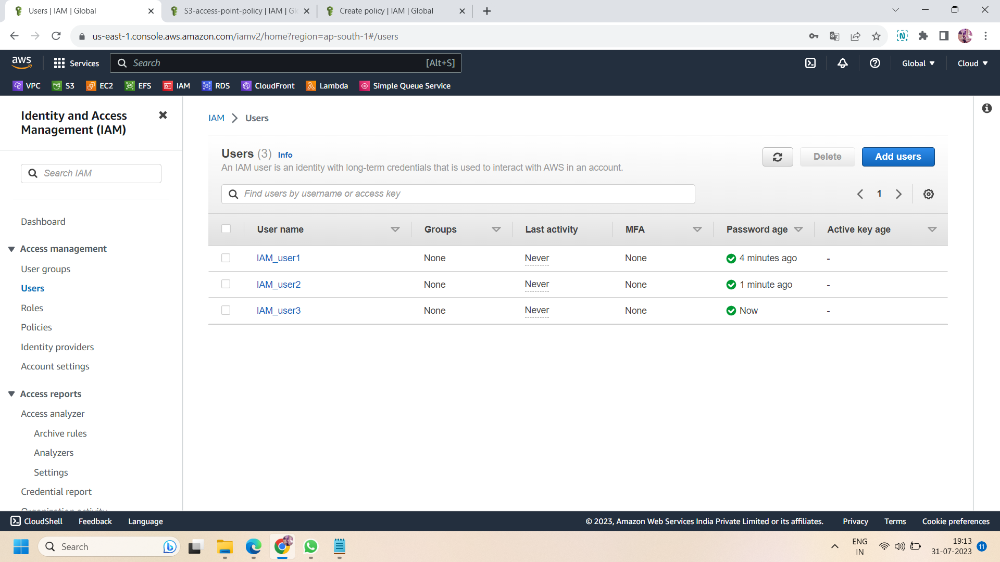 Users | IAM | Global
S3-access-point-policy | IAM | Glo
Create policy | IAM | Global
us-east-1.console.aws.amazon.com/iamv2/home?region=ap-south-1#/users
aws
Services
Search
[Alt+S]
Global
Cloud
VPC
S3
EC2
EFS
IAM
RDS
CloudFront
Lambda
Simple Queue Service
Identity and Access
Management (IAM)
Search IAM
Dashboard
Access management
User groups
Users
Roles
Policies
Identity providers
Account settings
Access reports
Access analyzer
Archive rules
Analyzers
Settings
Credential report
Organization activity
IAM > Users
Users (3) Info
An IAM user is an identity with long-term credentials that is used to interact with AWS in an account.
Delete
Add users
Find users by username or access key
1
User name Groups Last activity MFA Password age Active key age
IAM_user1 None Never None 4 minutes ago -
IAM_user2 None Never None 1 minute ago -
IAM_user3 None Never None Now -
CloudShell Feedback Language
© 2023, Amazon Web Services India Private Limited or its affiliates. Privacy Terms Cookie preferences
Search
ENG
IN
19:13
31-07-2023
11